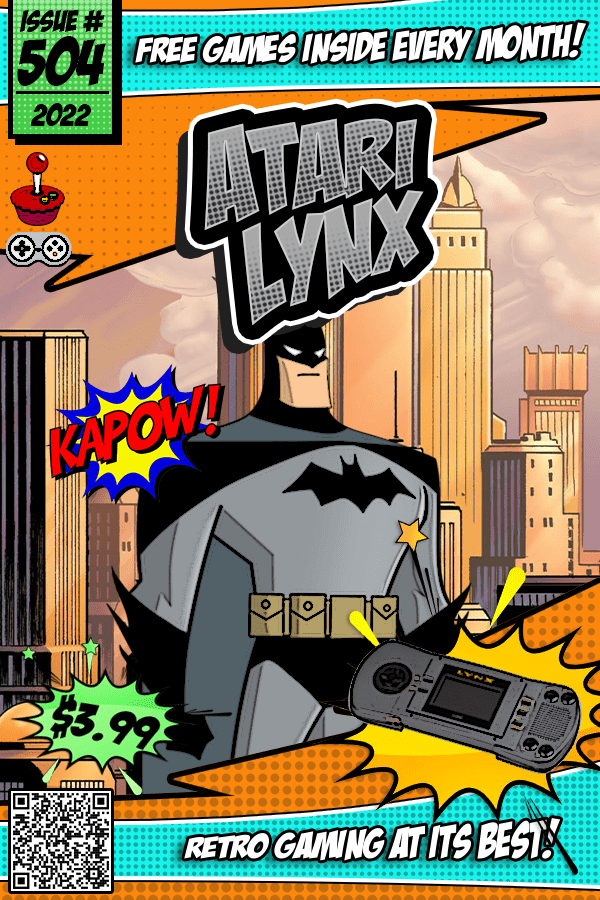 ISSUE #
504
2022
FREE GAMES INSIDE EVERY MONTH!
ATARI
LYNX
KAPOW!
LYNX
$3.99
RETRO GAMING AT ITS BEST!